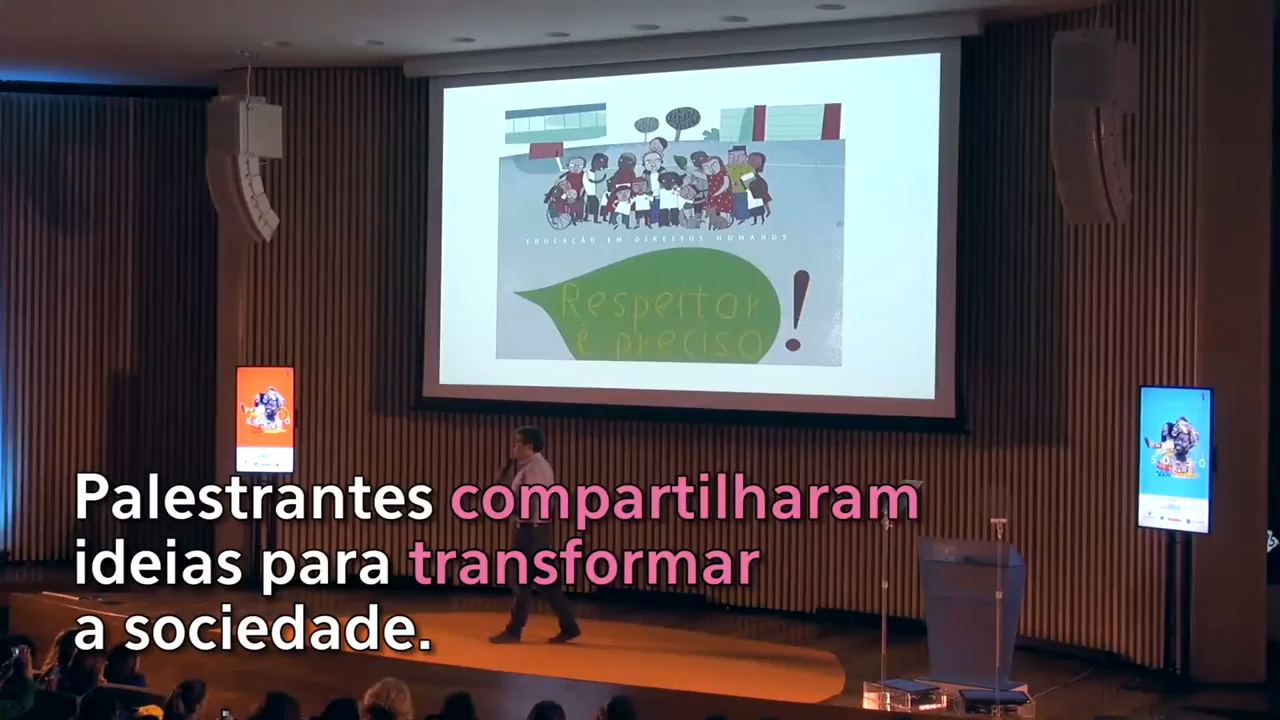 EDUCAÇÃO EM DIREITOS HUMANOS
Respeitar
é preciso
!
Palestrantes compartilharam
ideias para transformar
a sociedade.